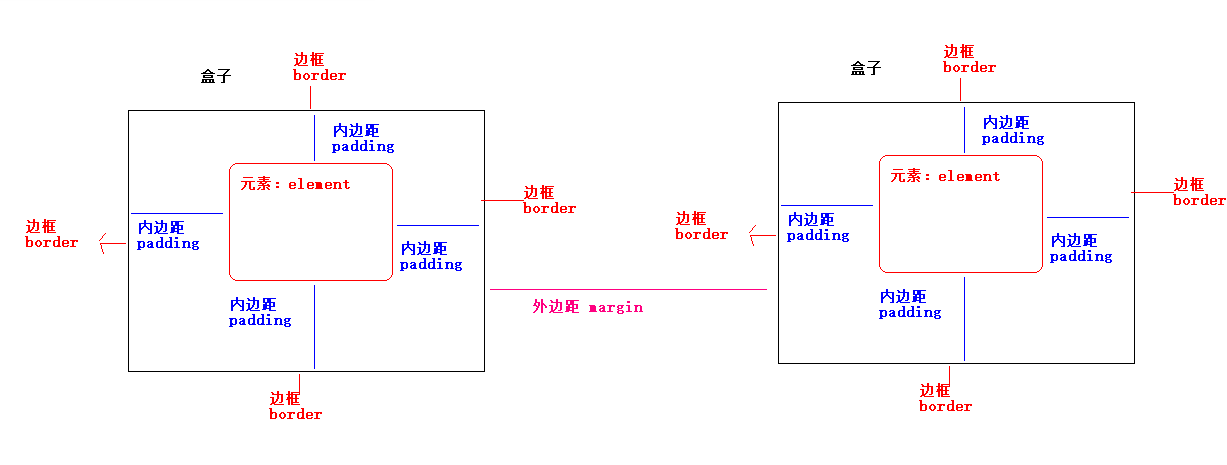 盒子
边框
border
内边距
padding
元素：element
边框
border
内边距
padding
边框
border
内边距
padding
内边距
padding
边框
border
外边距 margin
盒子
边框
border
内边距
padding
元素：element
边框
border
内边距
padding
边框
border
内边距
padding
内边距
padding
边框
border